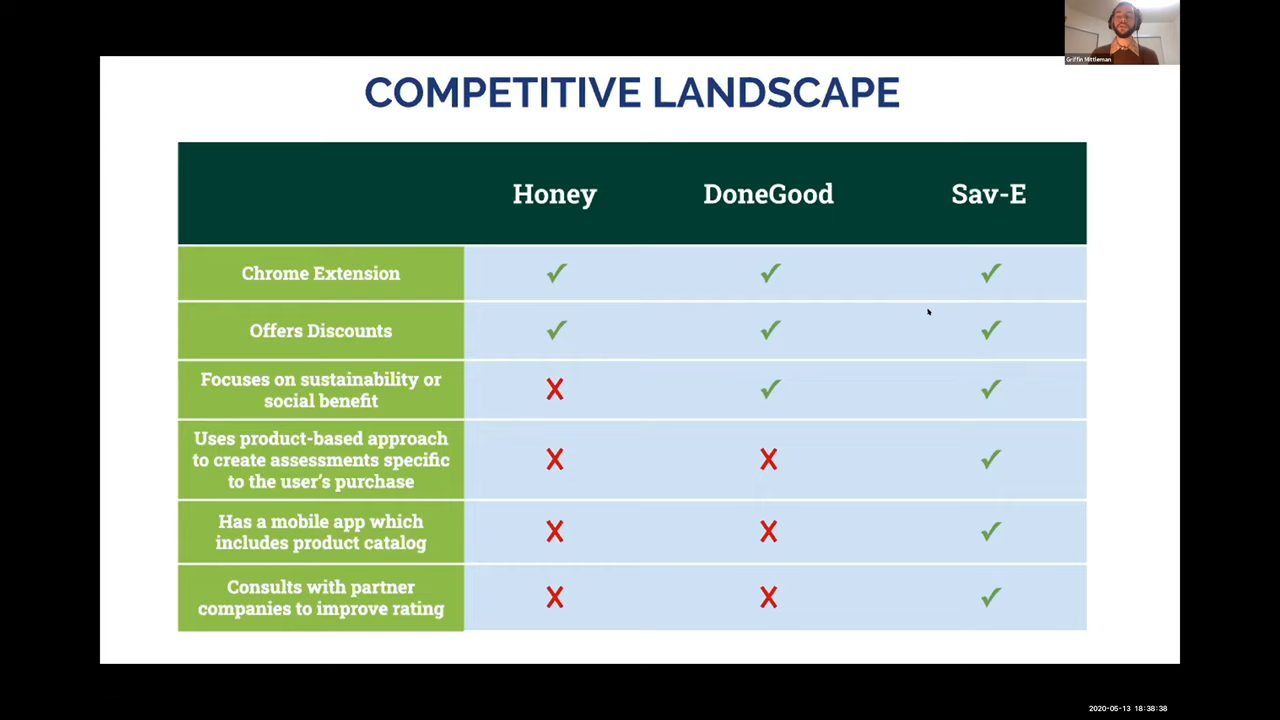 Griffin Mittleman
COMPETITIVE LANDSCAPE
Honey DoneGood Sav-E
Chrome Extension ✓ ✓ ✓
Offers Discounts ✓ ✓ ✓
Focuses on sustainability or
social benefit X ✓ ✓
Uses product-based approach
to create assessments specific X X ✓
to the user's purchase
Has a mobile app which
includes product catalog X X ✓
Consults with partner
companies to improve rating X X ✓
2020-05-13 18:38:38